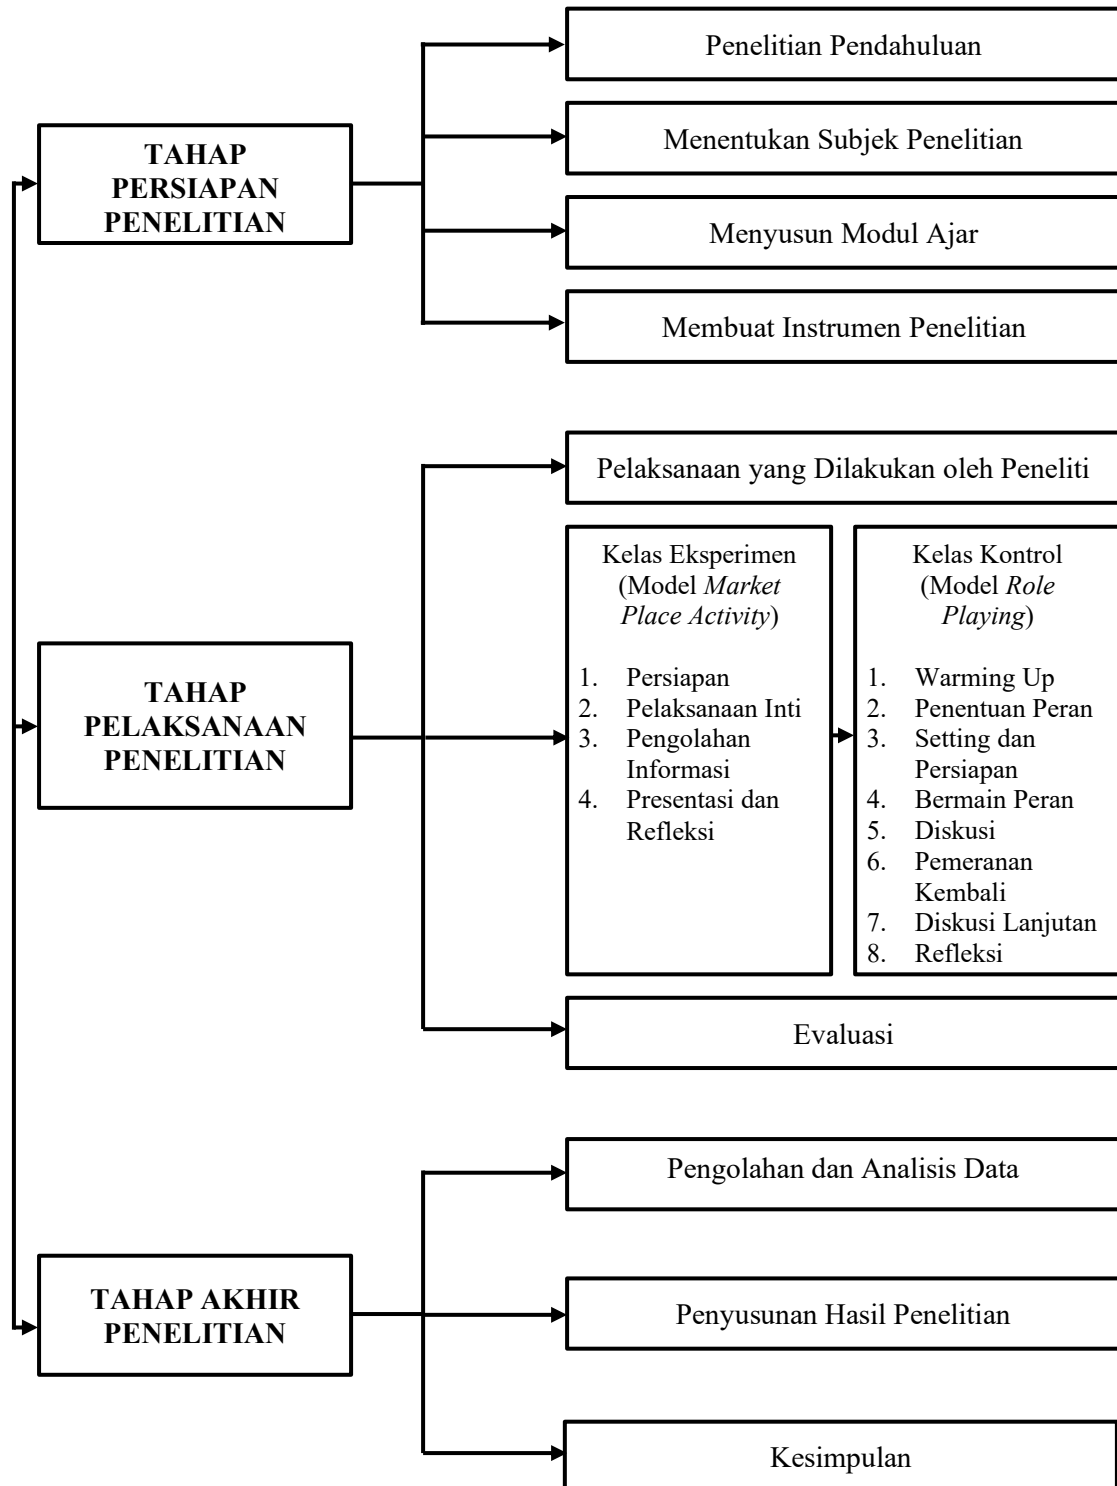 TAHAP
PERSIAPAN
PENELITIAN
Penelitian Pendahuluan
Menentukan Subjek Penelitian
Menyusun Modul Ajar
Membuat Instrumen Penelitian
TAHAP
PELAKSANAAN
PENELITIAN
Pelaksanaan yang Dilakukan oleh Peneliti
Kelas Eksperimen
(Model Market
Place Activity)
1. Persiapan
2. Pelaksanaan Inti
3. Pengolahan
Informasi
4. Presentasi dan
Refleksi
Kelas Kontrol
(Model Role
Playing)
1. Warming Up
2. Penentuan Peran
3. Setting dan
Persiapan
4. Bermain Peran
5. Diskusi
6. Pemeranan
Kembali
7. Diskusi Lanjutan
8. Refleksi
Evaluasi
TAHAP AKHIR
PENELITIAN
Pengolahan dan Analisis Data
Penyusunan Hasil Penelitian
Kesimpulan